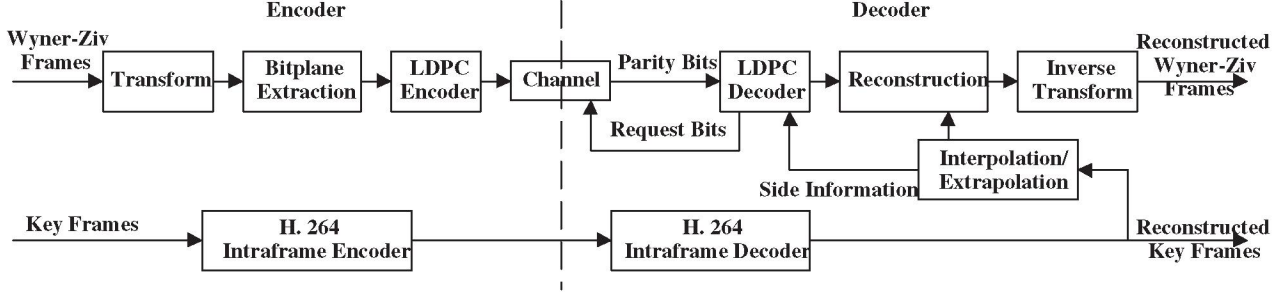 Encoder
Decoder
Wyner-Ziv
Frames
Transform
Bitplane
Extraction
LDPC
Encoder
Channel
Parity Bits
Request Bits
LDPC
Decoder
Reconstruction
Inverse
Transform
Reconstructed
Wyner-Ziv
Frames
Interpolation/
Extrapolation
Side Information
Key Frames
H. 264
Intraframe Encoder
H. 264
Intraframe Decoder
Reconstructed
Key Frames